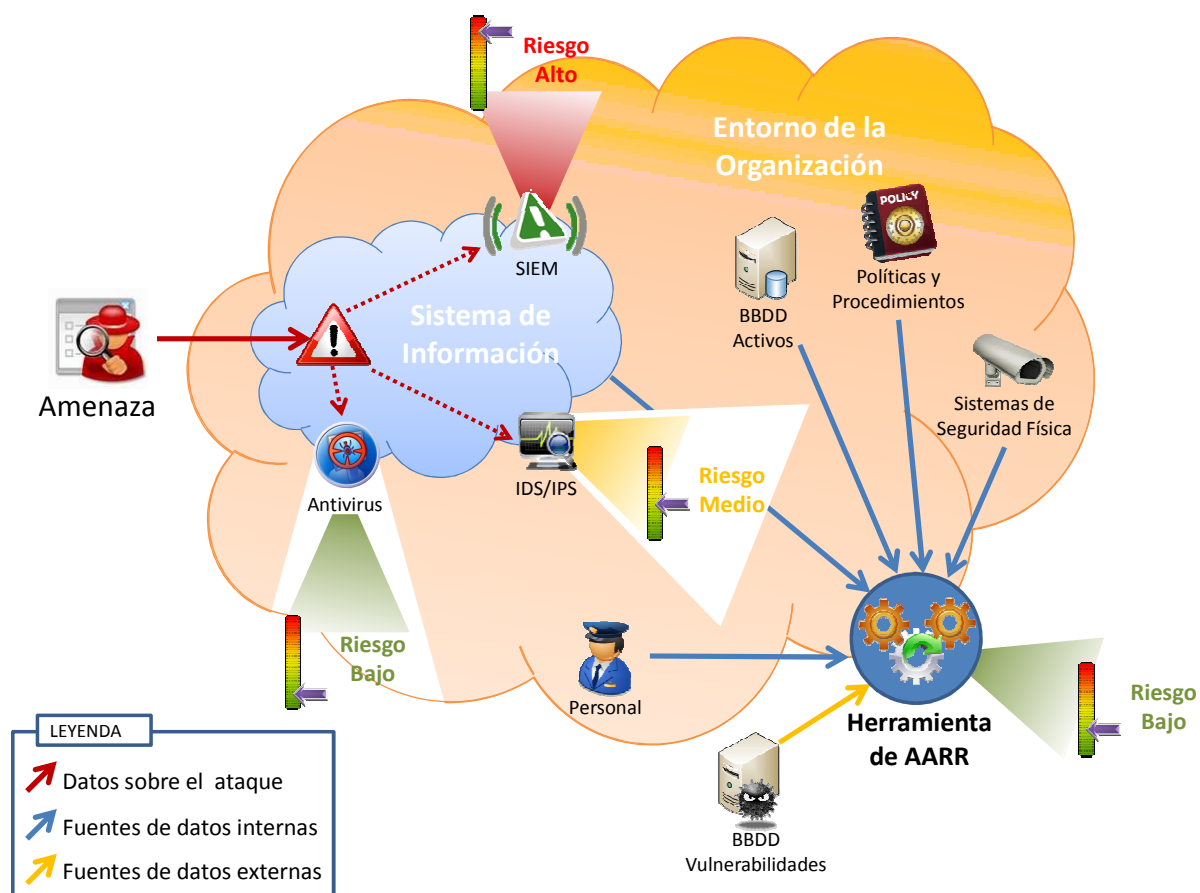 Riesgo
Alto
Entorno de la
Organización
POLICY
SIEM
Políticas y
Procedimientos
BBDD
Activos
Sistema de
Información
Amenaza
Sistemas de
Seguridad Física
Antivirus
IDS/IPS
Riesgo
Medio
Riesgo
Bajo
Personal
Herramienta
de AARR
Riesgo
Bajo
BBDD
Vulnerabilidades
LEYENDA
Datos sobre el ataque
Fuentes de datos internas
Fuentes de datos externas